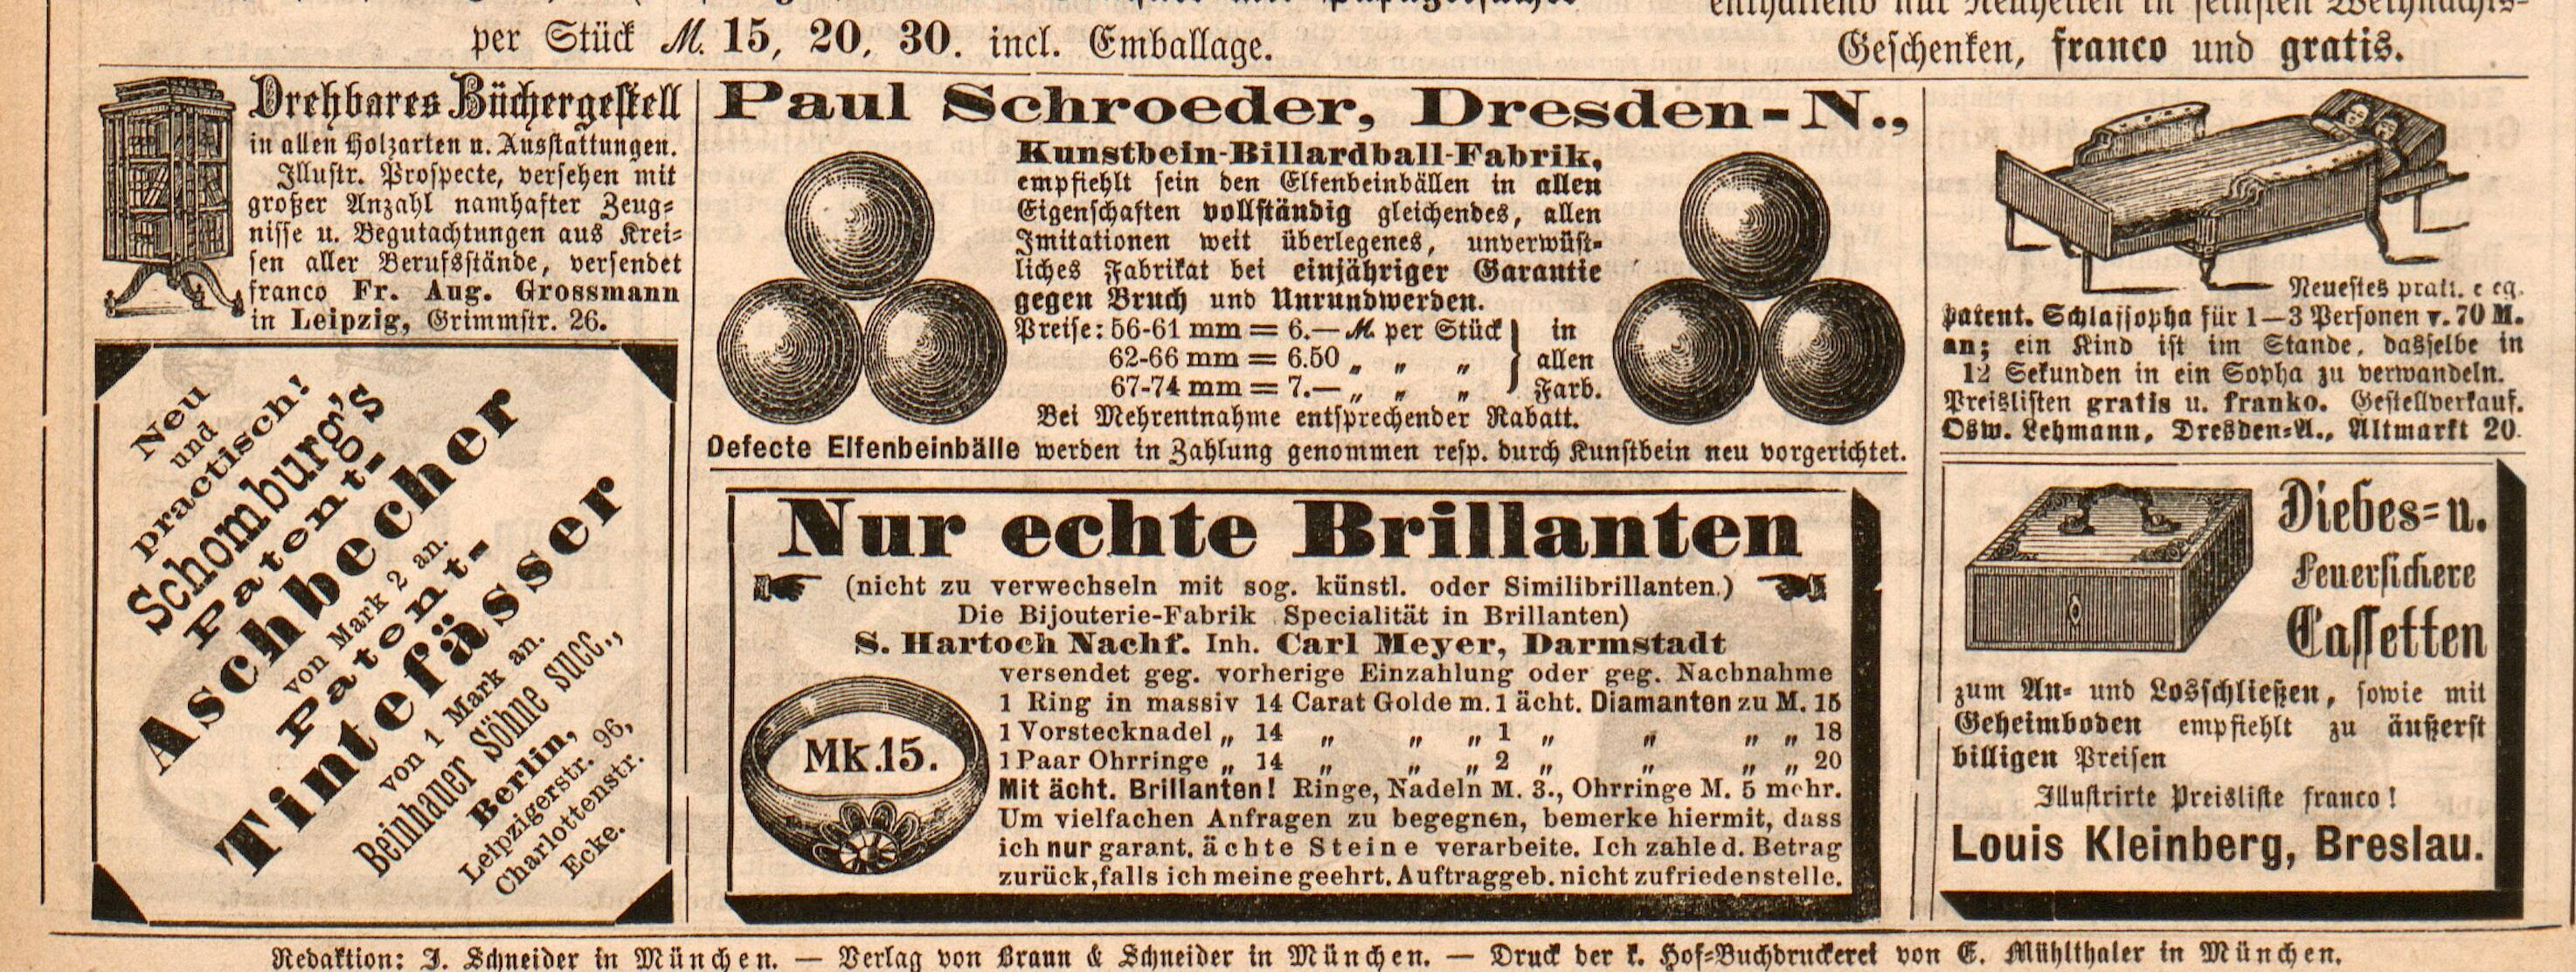 per Stück M. 15, 20, 30. incl. Emballage.
enthaltend nur Neuheiten in feinsten Weihnachts-
Geschenken, franco und gratis.
Drehbares Büchergestell
in allen Holzarten u. Ausstattungen.
Illustr. Prospecte, versehen mit
großer Anzahl namhafter Zeug-
nisse u. Begutachtungen aus Krei-
sen aller Berufsstände, versendet
franco Fr. Aug. Grossmann
in Leipzig, Grimmstr. 26.
Neu
und
practisch!
Schomburg's
Patent-
Aschbecher
von Mark 2 an.
Patent-
Tintefässer
von 1 Mark an.
Beinhauer Söhne succ.,
Berlin,
Leipzigerstr. 96,
Charlottenstr.
Ecke.
Paul Schroeder, Dresden-N.,
Kunstbein-Billardball-Fabrik,
empfiehlt sein den Elfenbeinbällen in allen
Eigenschaften vollständig gleichendes, allen
Imitationen weit überlegenes, unverwüst-
liches Fabrikat bei einjähriger Garantie
gegen Bruch und Unrundwerden.
Preise: 56-61 mm = 6.— M. per Stück } in
62-66 mm = 6.50 „ „ „ allen
67-74 mm = 7.— „ „ „ Farb.
Bei Mehrentnahme entsprechender Rabatt.
Defecte Elfenbeinbälle werden in Zahlung genommen resp. durch Kunstbein neu vorgerichtet.
Nur echte Brillanten
(nicht zu verwechseln mit sog. künstl. oder Similibrillanten.)
Die Bijouterie-Fabrik Specialität in Brillanten)
S. Hartoch Nachf. Inh. Carl Meyer, Darmstadt
versendet geg. vorherige Einzahlung oder geg. Nachnahme
1 Ring in massiv 14 Carat Golde m. 1 ächt. Diamanten zu M. 15
1 Vorstecknadel „ 14 „ „ „ 1 „ „ „ „ 18
1 Paar Ohrringe „ 14 „ „ „ 2 „ „ „ „ 20
Mk. 15.
Mit ächt. Brillanten! Ringe, Nadeln M. 3., Ohrringe M. 5 mehr.
Um vielfachen Anfragen zu begegnen, bemerke hiermit, dass
ich nur garant. ächte Steine verarbeite. Ich zahle d. Betrag
zurück, falls ich meine geehrt. Auftraggeb. nicht zufriedenstelle.
Neuestes prakt. eleg.
patent. Schlafsopha für 1—3 Personen v. 70 M.
an; ein Kind ist im Stande, dasselbe in
12 Sekunden in ein Sopha zu verwandeln.
Preislisten gratis u. franko. Gestellverkauf.
Osw. Lehmann, Dresden-A., Altmarkt 20.
Diebes- u.
feuersichere
Cassetten
zum An- und Losschließen, sowie mit
Geheimboden empfiehlt zu äußerst
billigen Preisen
Illustrirte Preisliste franco!
Louis Kleinberg, Breslau.
Redaktion: J. Schneider in München. — Verlag von Braun & Schneider in München. — Druck der k. Hof-Buchdruckerei von E. Mühlthaler in München.